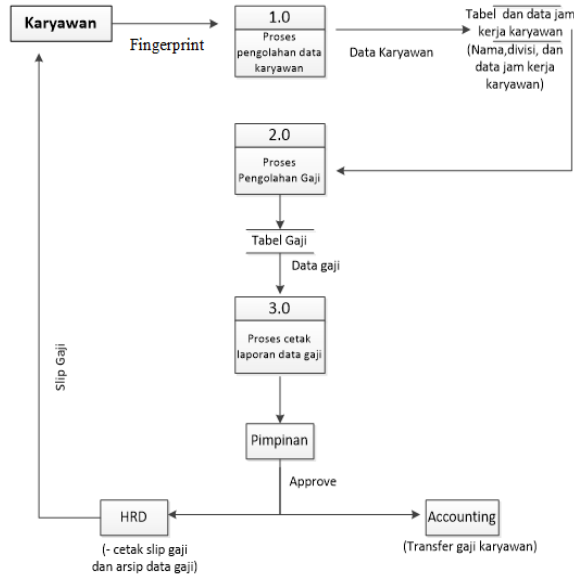 Karyawan
Fingerprint
1.0
Proses
pengolahan data
karyawan
Data Karyawan
Tabel dan data jam
kerja karyawan
(Nama,divisi, dan
data jam kerja
karyawan)
2.0
Proses
Pengolahan Gaji
Tabel Gaji
Data gaji
3.0
Proses cetak
laporan data gaji
Slip Gaji
Pimpinan
Approve
HRD
(- cetak slip gaji
dan arsip data gaji)
Accounting
(Transfer gaji karyawan)